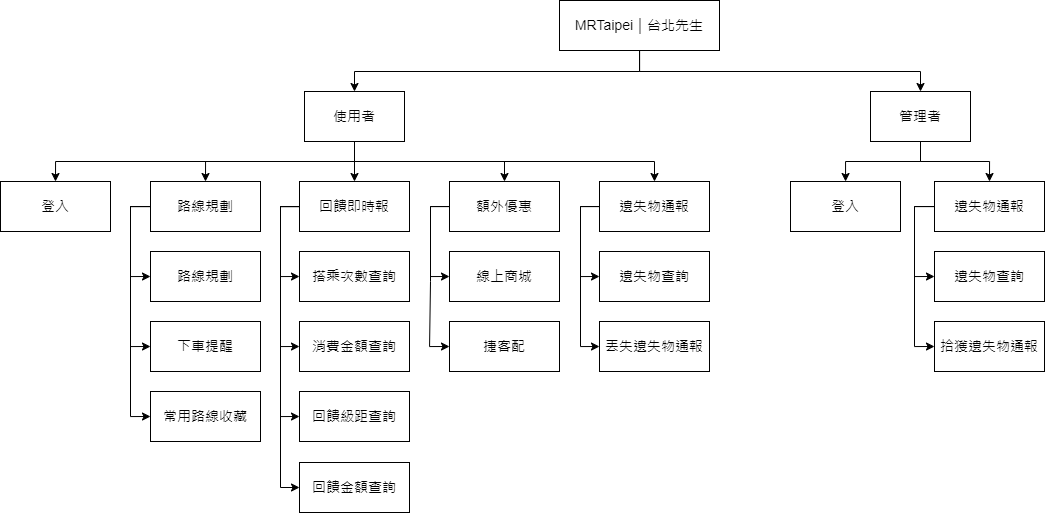 MRTaipei｜台北先生
使用者
管理者
登入
路線規劃
回饋即時報
額外優惠
遺失物通報
登入
遺失物通報
路線規劃
搭乘次數查詢
線上商城
遺失物查詢
遺失物查詢
下車提醒
消費金額查詢
捷客配
丟失遺失物通報
拾獲遺失物通報
常用路線收藏
回饋級距查詢
回饋金額查詢